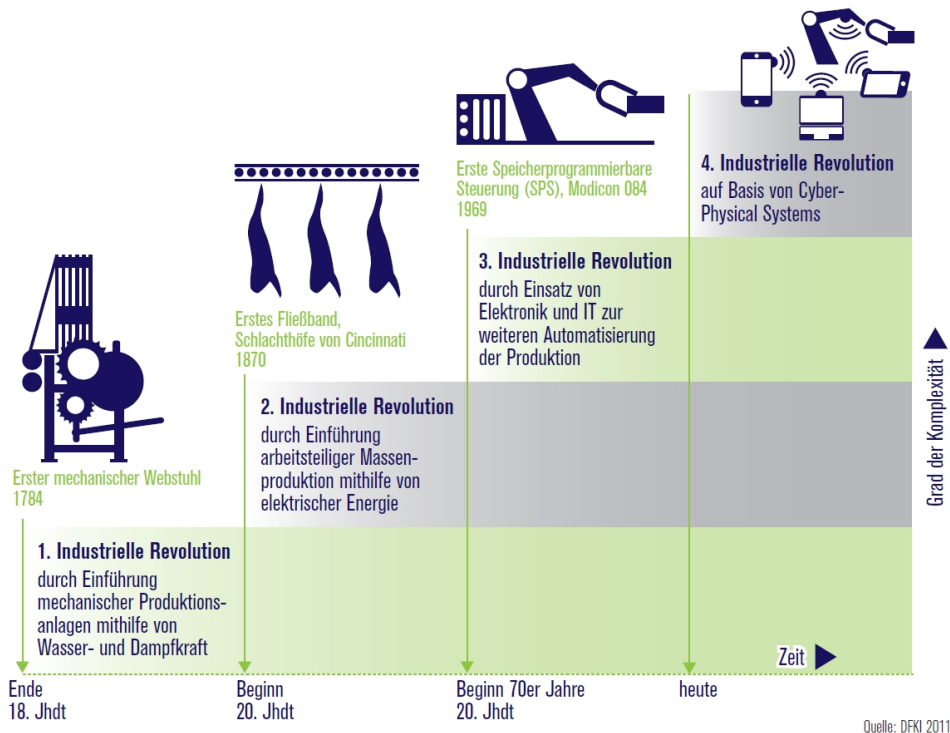 Erster mechanischer Webstuhl
1784
1. Industrielle Revolution
durch Einführung
mechanischer Produktions-
anlagen mithilfe von
Wasser- und Dampfkraft
Ende
18. Jhdt
Erstes Fließband,
Schlachthöfe von Cincinnati
1870
2. Industrielle Revolution
durch Einführung
arbeitsteiliger Massen-
produktion mithilfe von
elektrischer Energie
Beginn
20. Jhdt
Erste Speicherprogrammierbare
Steuerung (SPS), Modicon 084
1969
3. Industrielle Revolution
durch Einsatz von
Elektronik und IT zur
weiteren Automatisierung
der Produktion
Beginn 70er Jahre
20. Jhdt
4. Industrielle Revolution
auf Basis von Cyber-
Physical Systems
heute
Zeit
Grad der Komplexität
Quelle: DFKI 2011